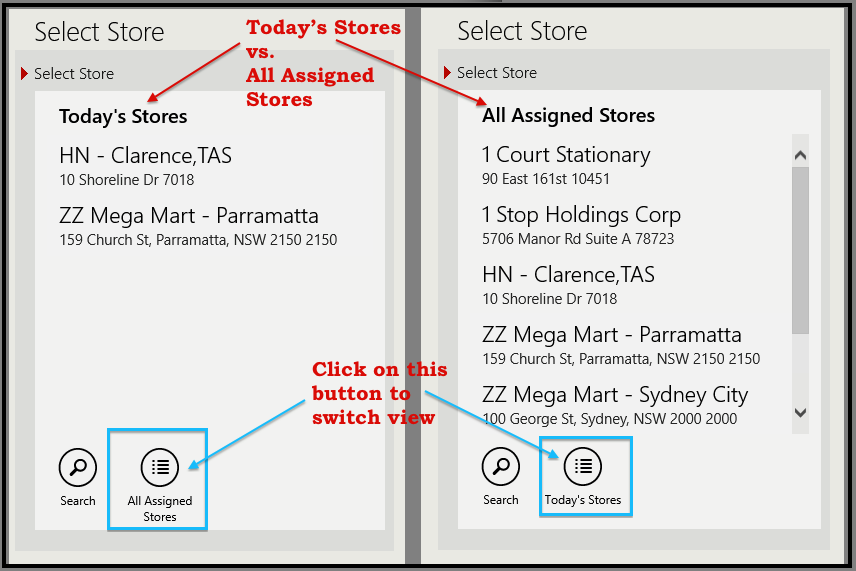 Select Store
Select Store
Today's Stores
HN - Clarence,TAS
10 Shoreline Dr 7018
ZZ Mega Mart - Parramatta
159 Church St, Parramatta, NSW 2150 2150
Search
All Assigned
Stores
Today's Stores
vs.
All Assigned
Stores
Click on this
button to
switch view
Select Store
Select Store
All Assigned Stores
1 Court Stationary
90 East 161st 10451
1 Stop Holdings Corp
5706 Manor Rd Suite A 78723
HN - Clarence,TAS
10 Shoreline Dr 7018
ZZ Mega Mart - Parramatta
159 Church St, Parramatta, NSW 2150 2150
ZZ Mega Mart - Sydney City
100 George St, Sydney, NSW 2000 2000
Search
Today's Stores